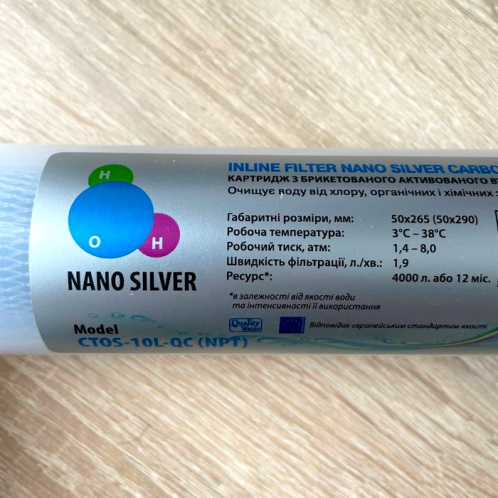 H
O
H
NANO SILVER
Model
CTOS-10L-QC (NPT)
INLINE FILTER NANO SILVER
КАРТРИДЖ З БРИКЕТОВАНОГО АКТИВОВАНОГО
Очищує воду від хлору, органічних і хімічних
Габаритні розміри, мм: 50x265 (50x290)
Робоча температура: 3°C – 38°C
Робочий тиск, атм: 1,4 – 8,0
Швидкість фільтрації, л./хв.: 1,9
Ресурс*: 4000 л. або 12 міс.
*в залежності від якості води
та інтенсивності її використання
Quality Water
Відповідає європейським стандартам якості